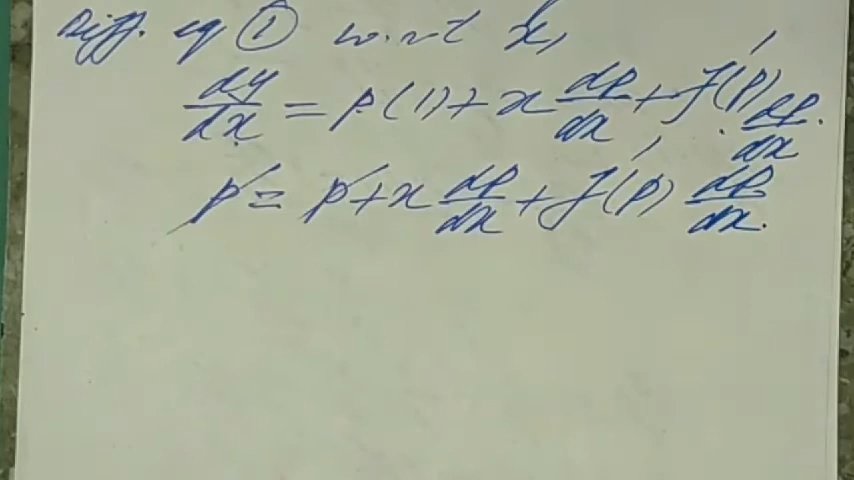 Diff. eq ① w.r.t x,
dy/dx = p(1) + x dp/dx + f'(p) . dp/dx.
p = p + x dp/dx + f'(p) dp/dx.